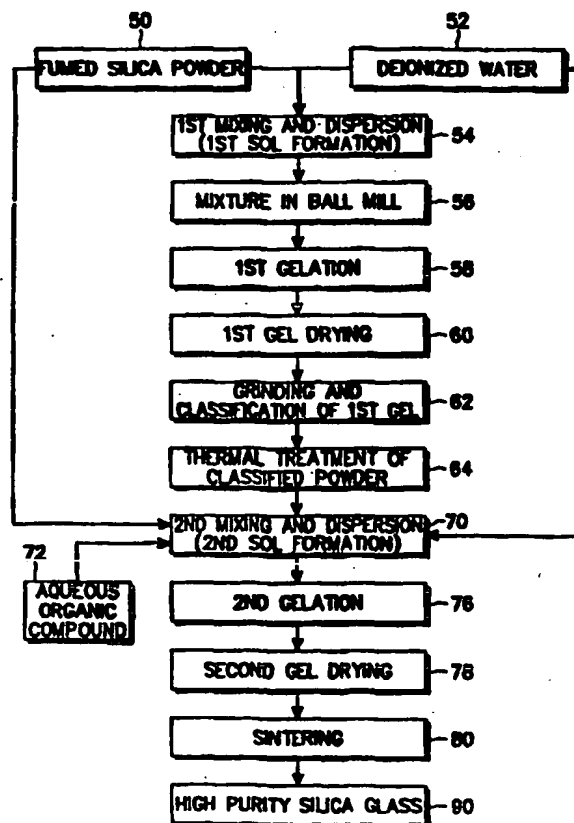 50
52
FUMED SILICA POWDER
DEIONIZED WATER
1ST MIXING AND DISPERSION
(1ST SOL FORMATION)
54
MIXTURE IN BALL MILL
56
1ST GELATION
58
1ST GEL DRYING
60
GRINDING AND
CLASSIFICATION OF 1ST GEL
62
THERMAL TREATMENT OF
CLASSIFIED POWDER
64
2ND MIXING AND DISPERSION
(2ND SOL FORMATION)
70
72
AQUEOUS
ORGANIC
COMPOUND
2ND GELATION
76
SECOND GEL DRYING
78
SINTERING
80
HIGH PURITY SILICA GLASS
90